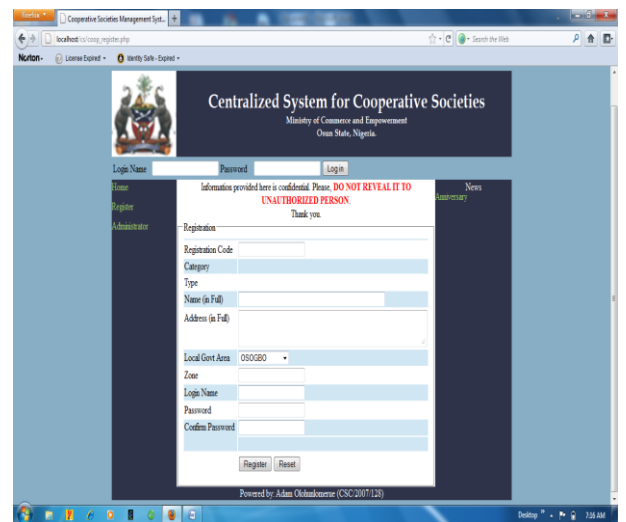 Firefox
Cooperative Societies Management Syst...
localhost/cs/coop_register.php
Search the Web
Norton
License Expired
Identity Safe - Expired
Centralized System for Cooperative Societies
Ministry of Commerce and Empowerment
Osun State, Nigeria.
Login Name
Password
Log in
Home
Register
Administrator
Information provided here is confidential. Please, DO NOT REVEAL IT TO
UNAUTHORIZED PERSON.
Thank you.
News
Anniversary
Registration
Registration Code
Category
Type
Name (in Full)
Address (in Full)
Local Govt Area OSOGBO
Zone
Login Name
Password
Confirm Password
Register Reset
Powered by: Adam Olohunlomerue (CSC/2007/128)
Desktop
7:16 AM